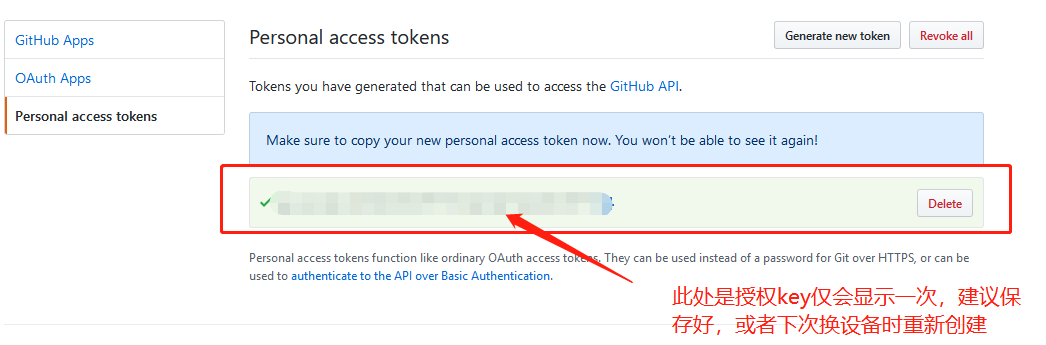 GitHub Apps
OAuth Apps
Personal access tokens
Personal access tokens
Generate new token
Revoke all
Tokens you have generated that can be used to access the GitHub API.
Make sure to copy your new personal access token now. You won't be able to see it again!
Delete
Personal access tokens function like ordinary OAuth access tokens. They can be used instead of a password for Git over HTTPS, or can be
used to authenticate to the API over Basic Authentication.
此处是授权key仅会显示一次，建议保
存好，或者下次换设备时重新创建